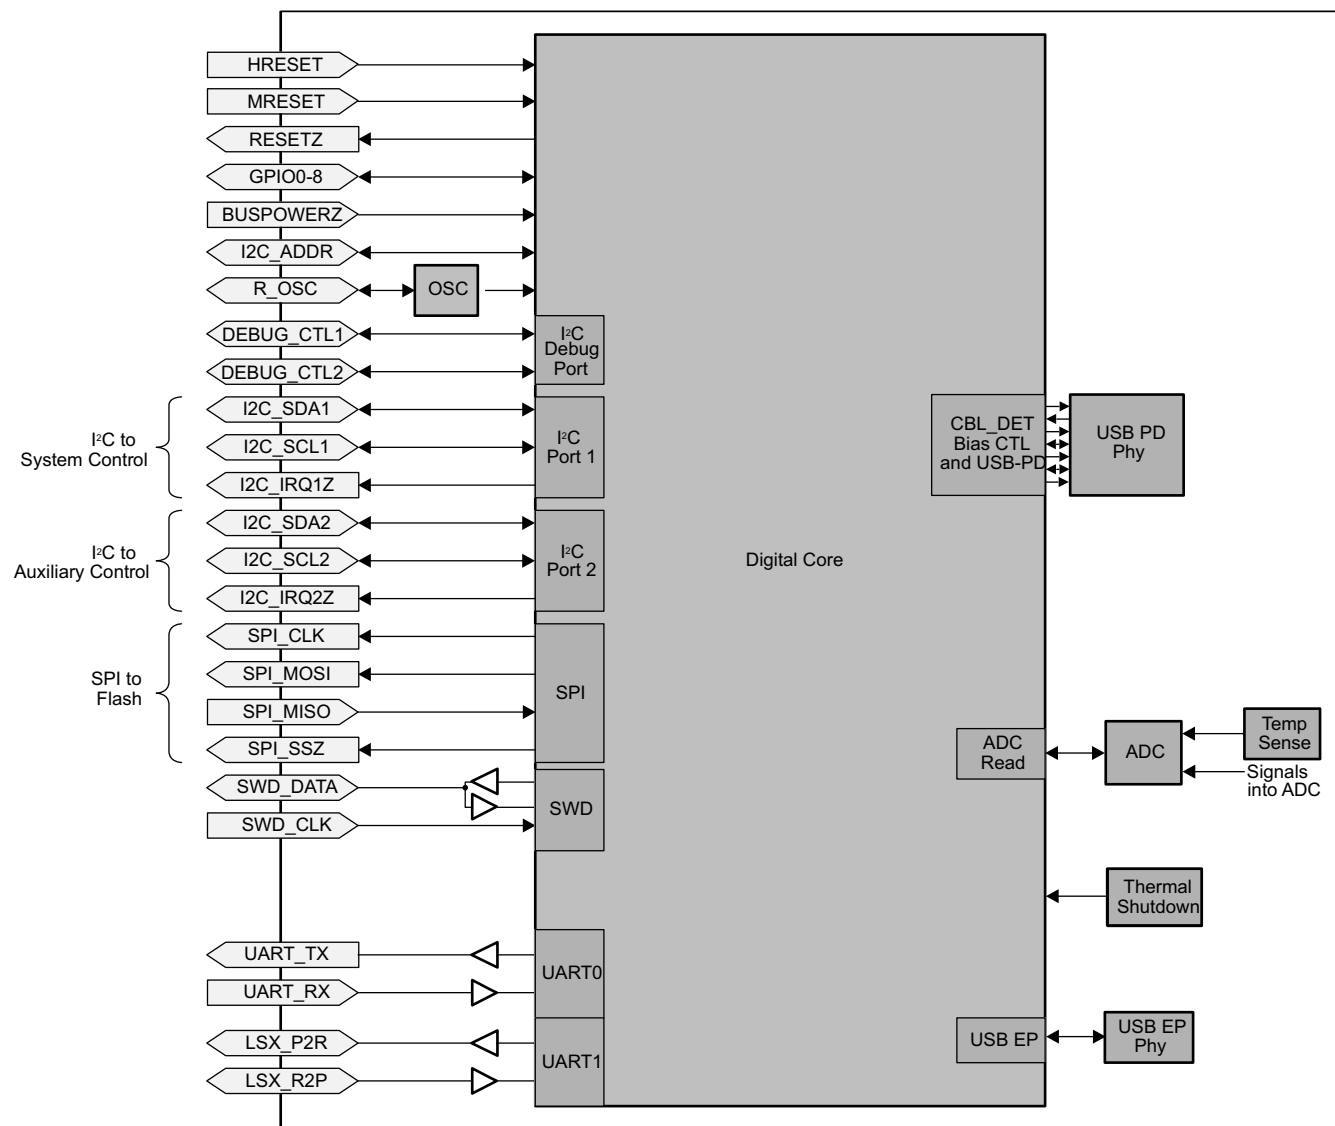 HRESET
MRESET
RESETZ
GPIO0-8
BUSPOWERZ
I2C_ADDR
R_OSC
OSC
DEBUG_CTL1
DEBUG_CTL2
I²C
Debug
Port
I²C to
System Control
I2C_SDA1
I2C_SCL1
I2C_IRQ1Z
I²C
Port 1
CBL_DET
Bias CTL
and USB-PD
USB PD
Phy
I²C to
Auxiliary Control
I2C_SDA2
I2C_SCL2
I2C_IRQ2Z
I²C
Port 2
Digital Core
SPI to
Flash
SPI_CLK
SPI_MOSI
SPI_MISO
SPI_SSZ
SPI
ADC
Read
ADC
Temp
Sense
Signals
into ADC
SWD_DATA
SWD_CLK
SWD
Thermal
Shutdown
UART_TX
UART_RX
UART0
LSX_P2R
LSX_R2P
UART1
USB EP
USB EP
Phy